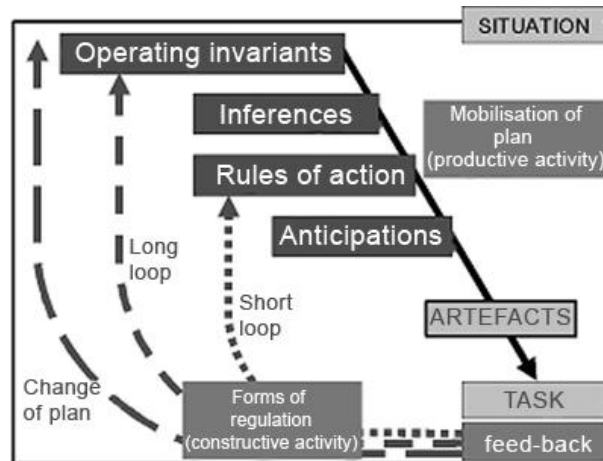 SITUATION
Operating invariants
Inferences
Mobilisation of
plan
(productive activity)
Rules of action
Anticipations
Long
loop
Short
loop
ARTEFACTS
Change
of plan
Forms of
regulation
(constructive activity)
TASK
feed-back